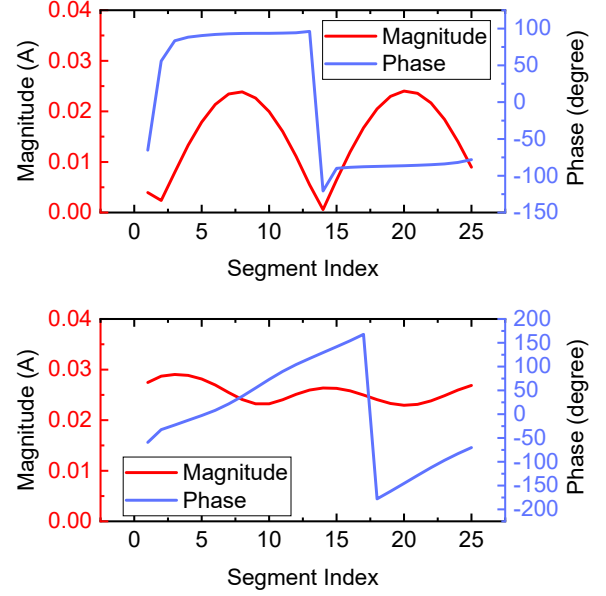 0.04
0.03
0.02
0.01
0.00
Magnitude (A)
Magnitude
Phase
100
50
0
-50
-100
-150
Phase (degree)
0 5 10 15 20 25
Segment Index
0.04
0.03
0.02
0.01
0.00
Magnitude (A)
Magnitude
Phase
200
150
100
50
0
-50
-100
-150
-200
Phase (degree)
0 5 10 15 20 25
Segment Index